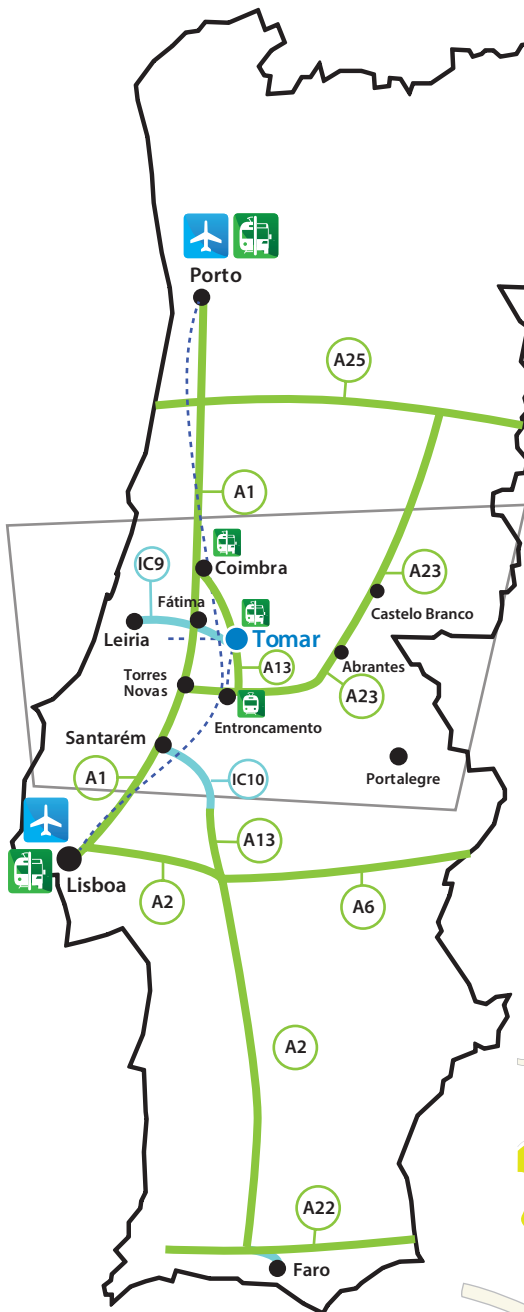 Porto
A25
A1
IC9
Coimbra
A23
Fátima
Castelo Branco
Leiria
Tomar
A13
Abrantes
Torres
Novas
A23
Entroncamento
Santarém
A1
IC10
Portalegre
A13
Lisboa
A2
A6
A2
A22
Faro